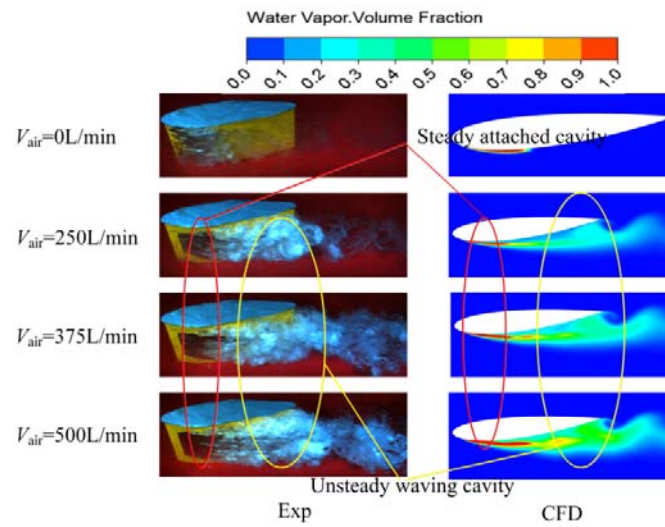 Water Vapor.Volume Fraction
0.0 0.1 0.2 0.3 0.4 0.5 0.6 0.7 0.8 0.9 1.0
Vair=0L/min
Steady attached cavity
Vair=250L/min
Vair=375L/min
Vair=500L/min
Unsteady waving cavity
Exp CFD